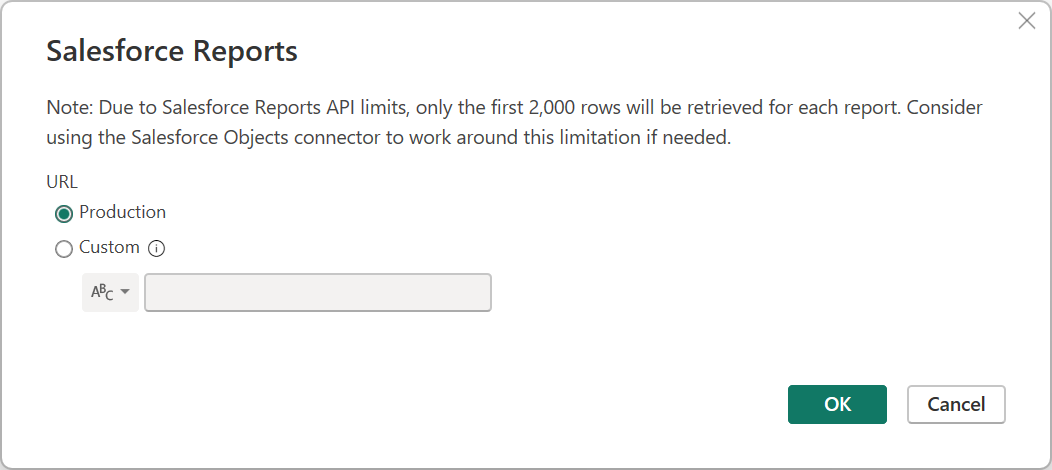 Salesforce Reports
Note: Due to Salesforce Reports API limits, only the first 2,000 rows will be retrieved for each report. Consider
using the Salesforce Objects connector to work around this limitation if needed.
URL
Production
Custom
ABC
OK Cancel